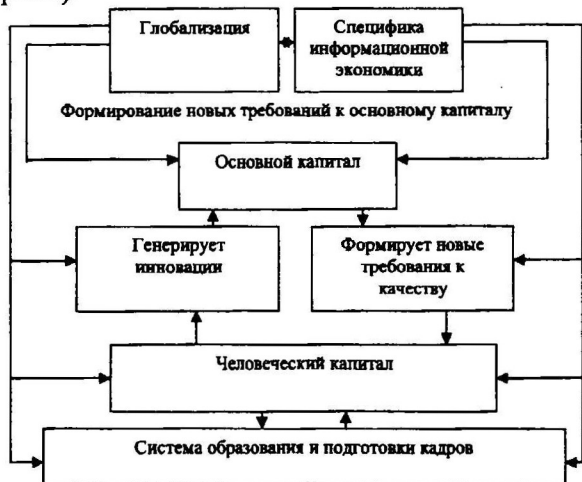 Глобализация
Специфика
информационной
экономики
Формирование новых требований к основному капиталу
Основной капитал
Генерирует
инновации
Формирует новые
требования к
качеству
Человеческий капитал
Система образования и подготовки кадров